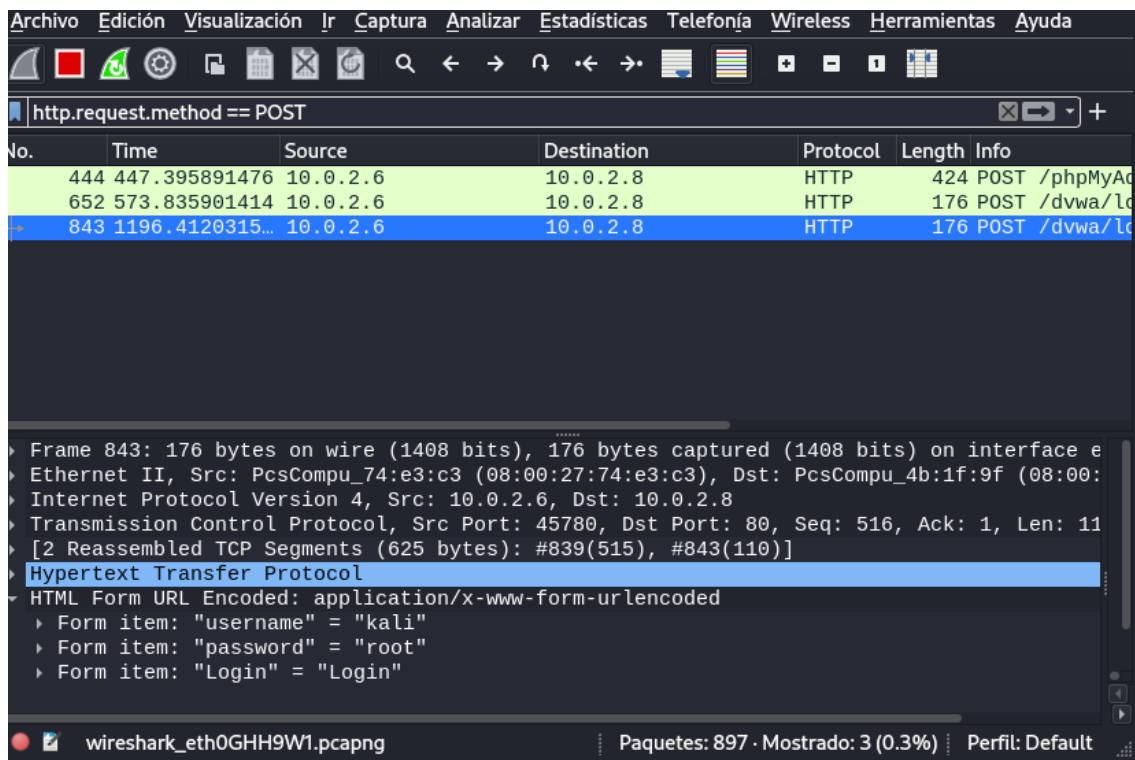 Archivo Edición Visualización Ir Captura Analizar Estadísticas Telefonía Wireless Herramientas Ayuda
http.request.method == POST
No. Time Source Destination Protocol Length Info
444 447.395891476 10.0.2.6 10.0.2.8 HTTP 424 POST /phpMyAd
652 573.835901414 10.0.2.6 10.0.2.8 HTTP 176 POST /dvwa/lo
843 1196.4120315… 10.0.2.6 10.0.2.8 HTTP 176 POST /dvwa/lo
Frame 843: 176 bytes on wire (1408 bits), 176 bytes captured (1408 bits) on interface e
Ethernet II, Src: PcsCompu_74:e3:c3 (08:00:27:74:e3:c3), Dst: PcsCompu_4b:1f:9f (08:00:
Internet Protocol Version 4, Src: 10.0.2.6, Dst: 10.0.2.8
Transmission Control Protocol, Src Port: 45780, Dst Port: 80, Seq: 516, Ack: 1, Len: 11
[2 Reassembled TCP Segments (625 bytes): #839(515), #843(110)]
Hypertext Transfer Protocol
HTML Form URL Encoded: application/x-www-form-urlencoded
Form item: "username" = "kali"
Form item: "password" = "root"
Form item: "Login" = "Login"
wireshark_eth0GHH9W1.pcapng Paquetes: 897 · Mostrado: 3 (0.3%) Perfil: Default